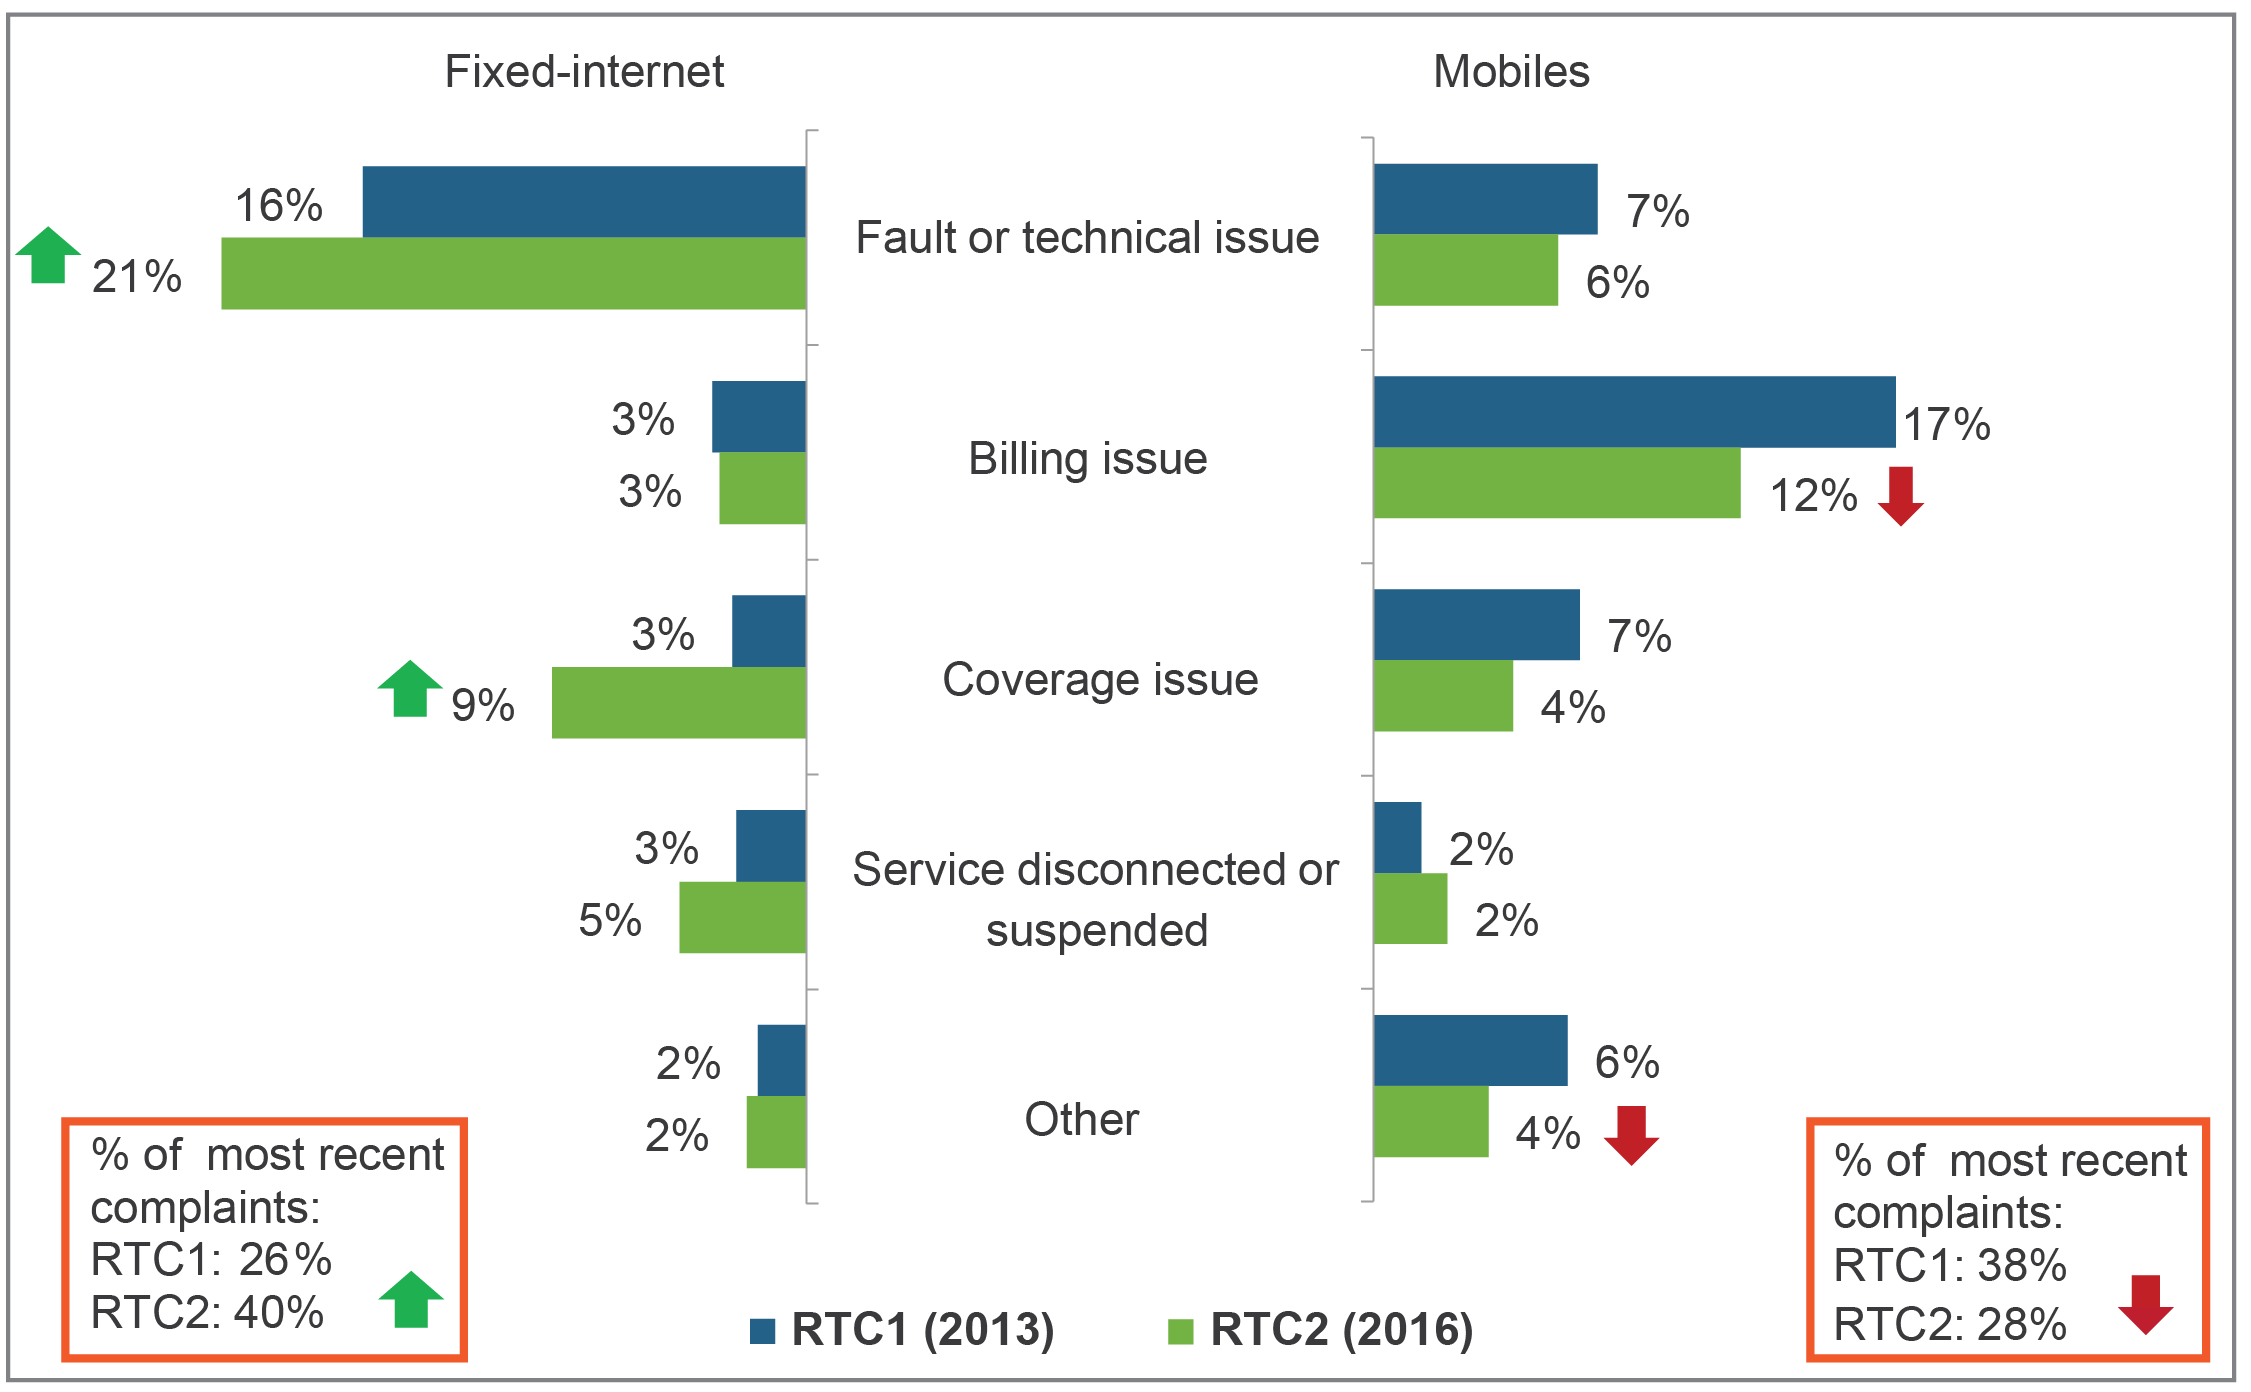 Fixed-internet
Mobiles
16%
21%
Fault or technical issue
7%
6%
3%
3%
Billing issue
17%
12%
3%
9%
Coverage issue
7%
4%
3%
5%
Service disconnected or
suspended
2%
2%
2%
2%
Other
6%
4%
% of most recent
complaints:
RTC1: 26%
RTC2: 40%
% of most recent
complaints:
RTC1: 38%
RTC2: 28%
RTC1 (2013)
RTC2 (2016)